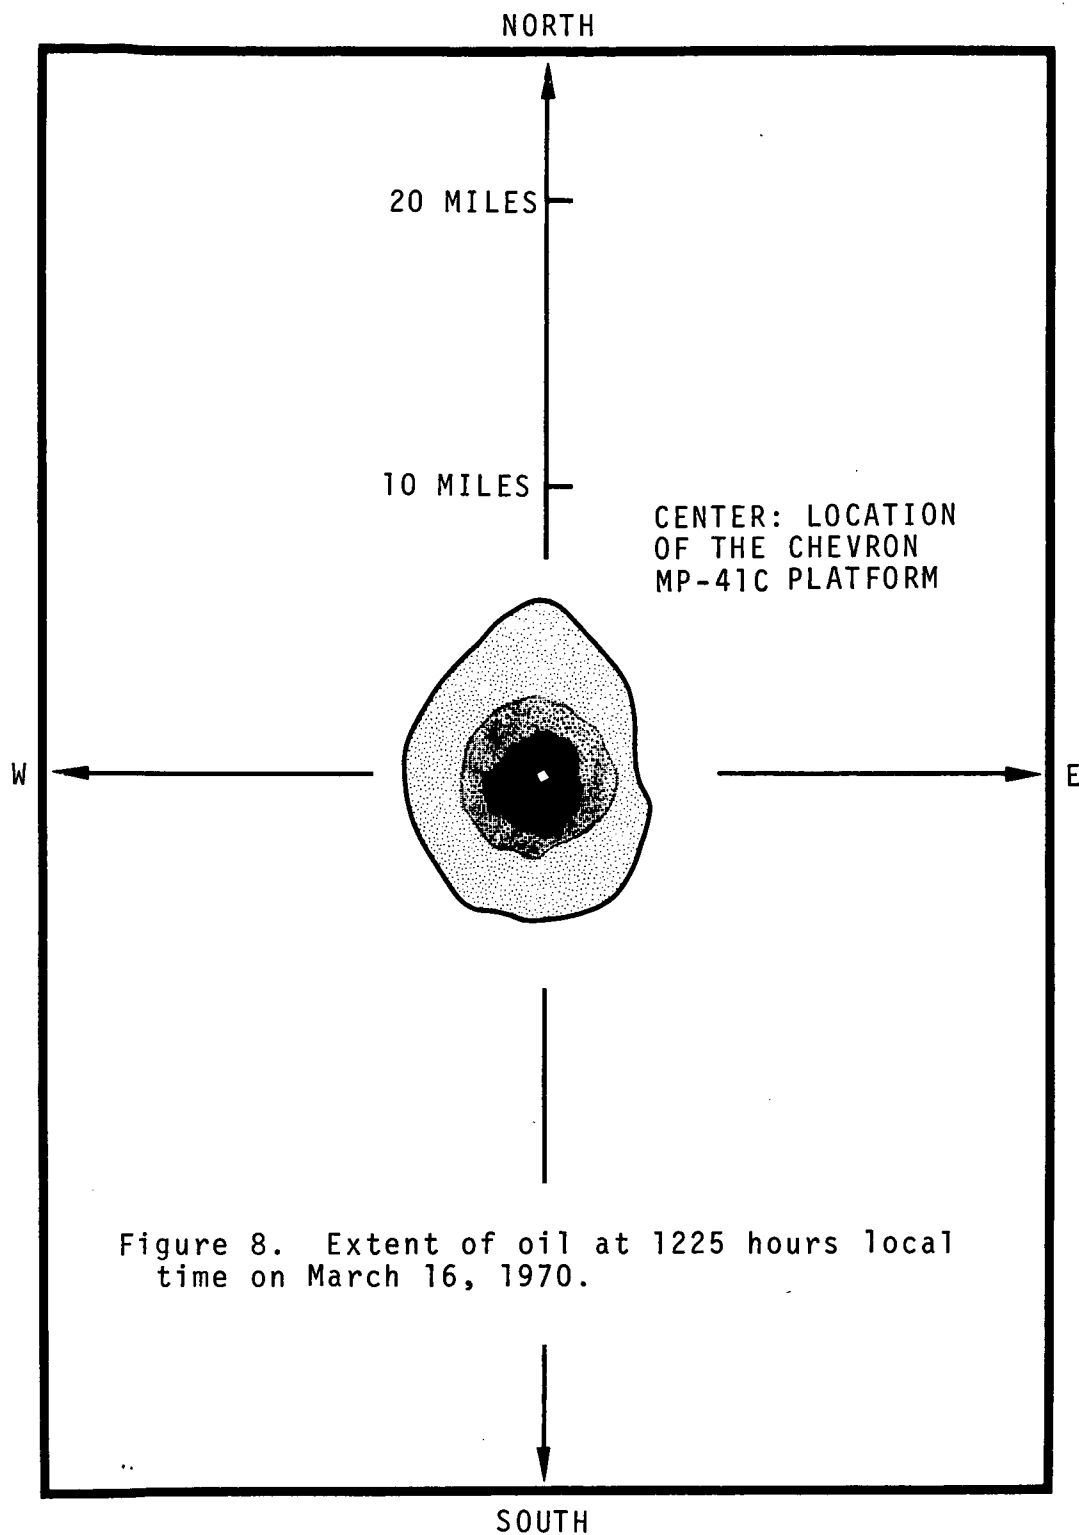 NORTH
20 MILES
10 MILES
CENTER: LOCATION
OF THE CHEVRON
MP-41C PLATFORM
W
E
Figure 8. Extent of oil at 1225 hours local
time on March 16, 1970.
SOUTH